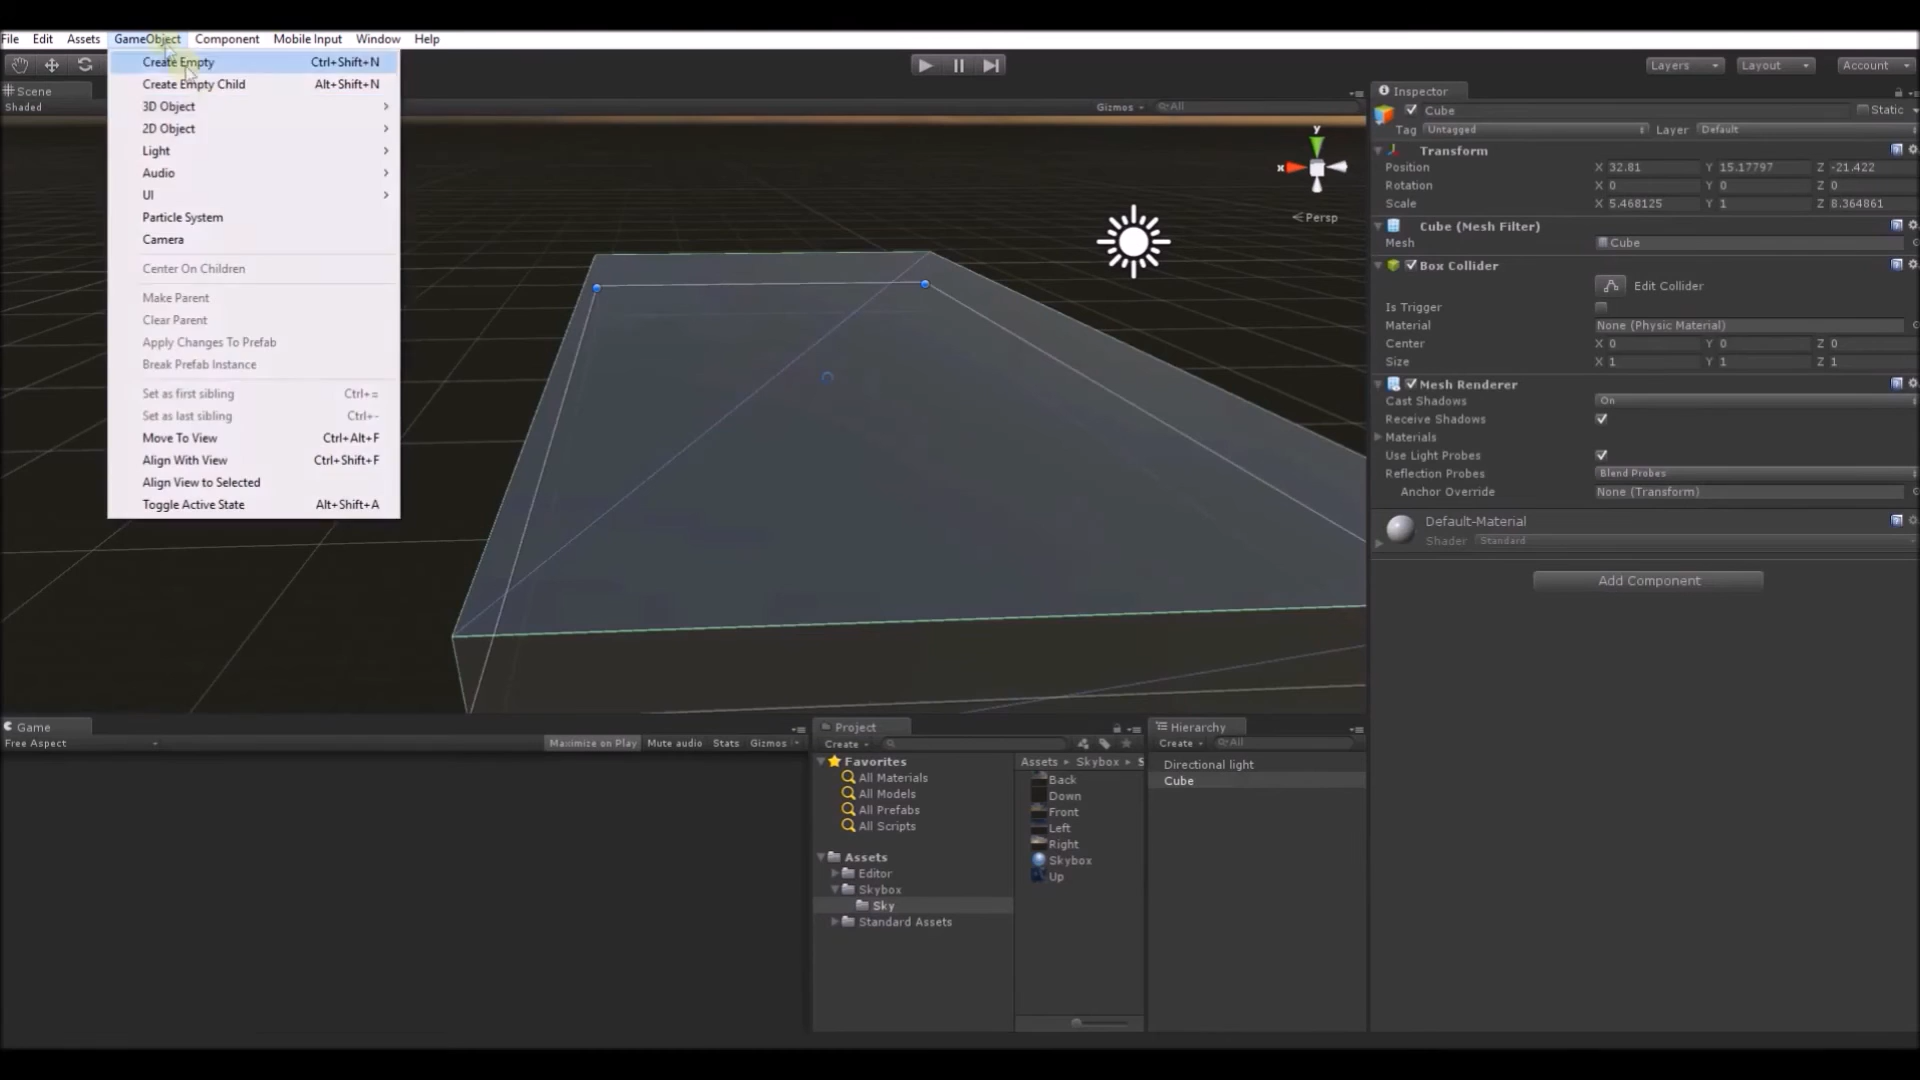 File Edit Assets GameObject Component Mobile Input Window Help
Layers Layout Account
Create Empty Ctrl+Shift+N
Create Empty Child Alt+Shift+N
3D Object
2D Object
Light
Audio
UI
Particle System
Camera
Center On Children
Make Parent
Clear Parent
Apply Changes To Prefab
Break Prefab Instance
Set as first sibling Ctrl+=
Set as last sibling Ctrl+-
Move To View Ctrl+Alt+F
Align With View Ctrl+Shift+F
Align View to Selected
Toggle Active State Alt+Shift+A
Scene
Shaded
Gizmos All
y
x
Persp
Inspector
Cube Static
Tag Untagged Layer Default
Transform
Position X 32.81 Y 15.17797 Z -21.422
Rotation X 0 Y 0 Z 0
Scale X 5.468125 Y 1 Z 8.364861
Cube (Mesh Filter)
Mesh Cube
Box Collider
Edit Collider
Is Trigger
Material None (Physic Material)
Center X 0 Y 0 Z 0
Size X 1 Y 1 Z 1
Mesh Renderer
Cast Shadows On
Receive Shadows
Materials
Use Light Probes
Reflection Probes Blend Probes
Anchor Override None (Transform)
Default-Material
Shader Standard
Add Component
Game
Free Aspect Maximize on Play Mute audio Stats Gizmos
Project
Create
Favorites
All Materials
All Models
All Prefabs
All Scripts
Assets
Editor
Skybox
Sky
Standard Assets
Assets Skybox S
Back
Down
Front
Left
Right
Skybox
Up
Hierarchy
Create All
Directional light
Cube